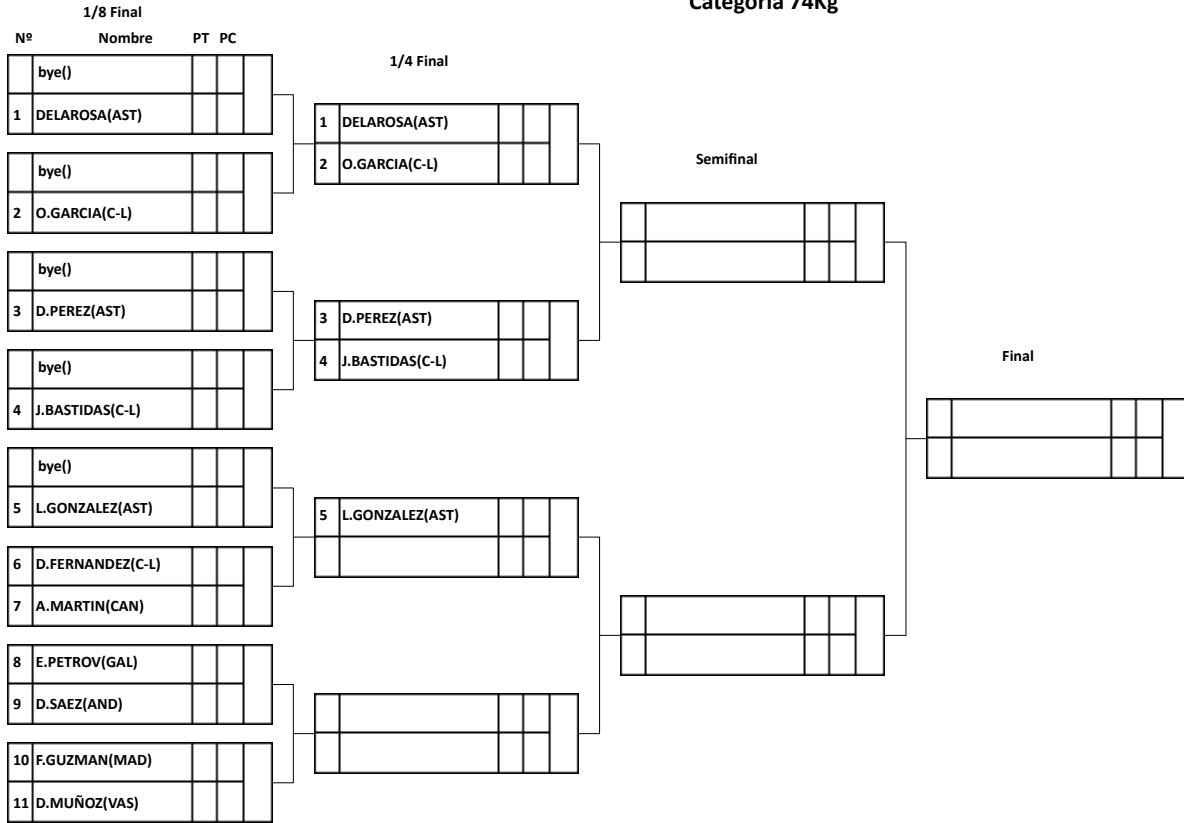 Categoría 74Kg
1/8 Final
Nº Nombre PT PC
bye()
1 DELAROSA(AST)
bye()
2 O.GARCIA(C-L)
bye()
3 D.PEREZ(AST)
bye()
4 J.BASTIDAS(C-L)
bye()
5 L.GONZALEZ(AST)
6 D.FERNANDEZ(C-L)
7 A.MARTIN(CAN)
8 E.PETROV(GAL)
9 D.SAEZ(AND)
10 F.GUZMAN(MAD)
11 D.MUÑOZ(VAS)
1/4 Final
1 DELAROSA(AST)
2 O.GARCIA(C-L)
3 D.PEREZ(AST)
4 J.BASTIDAS(C-L)
5 L.GONZALEZ(AST)
Semifinal
Final